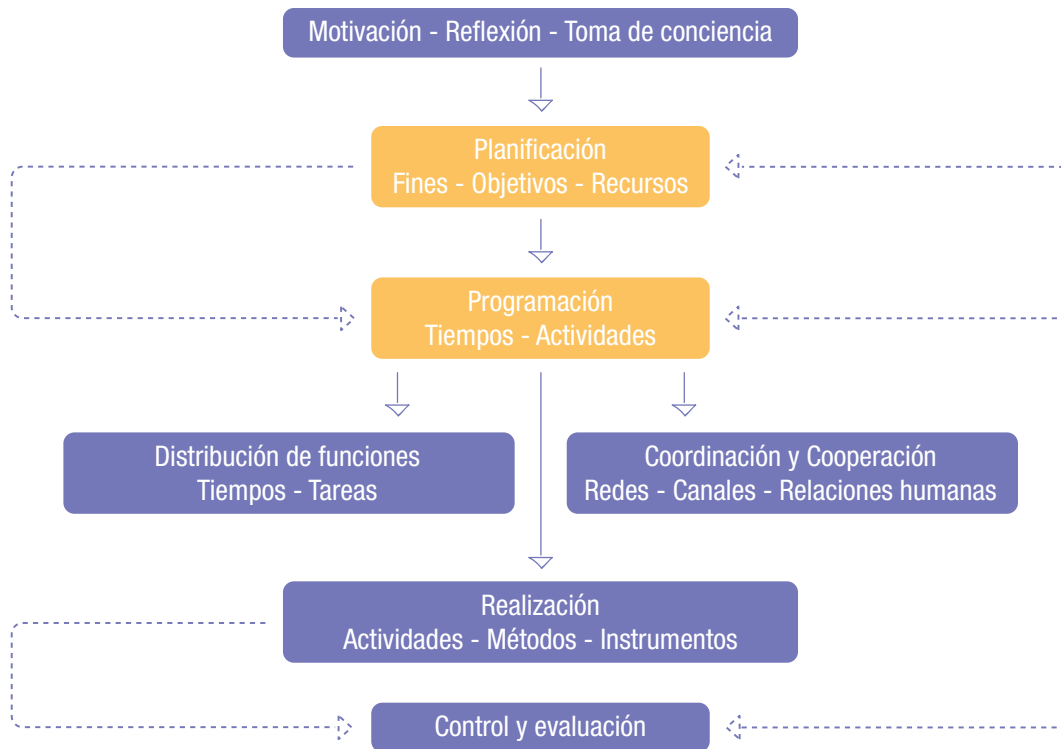 Motivación - Reflexión - Toma de conciencia
Planificación
Fines - Objetivos - Recursos
Programación
Tiempos - Actividades
Distribución de funciones
Tiempos - Tareas
Coordinación y Cooperación
Redes - Canales - Relaciones humanas
Realización
Actividades - Métodos - Instrumentos
Control y evaluación